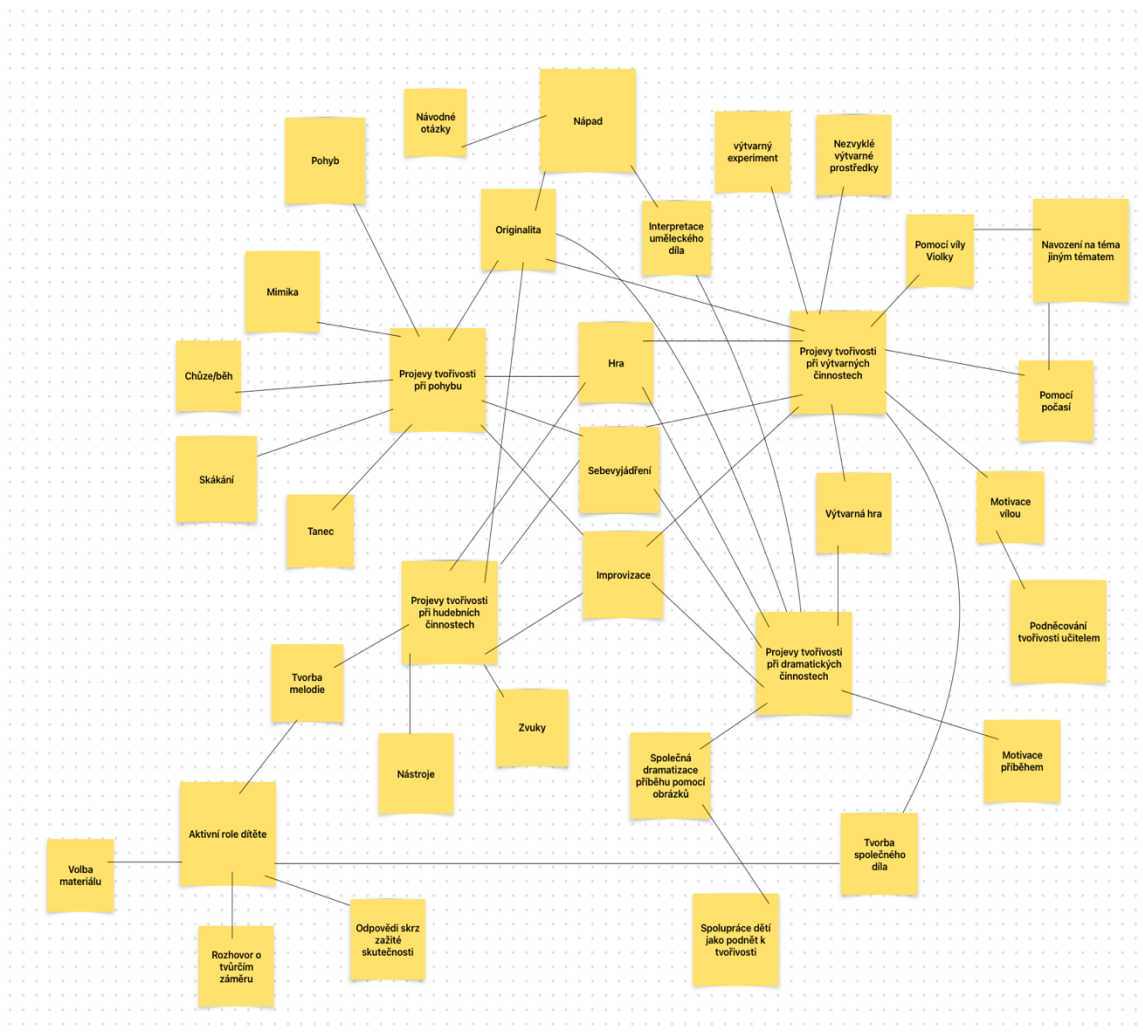 Nápad
Návodné
otázky
Pohyb
výtvarný
experiment
Nezvyklé
výtvarné
prostředky
Originalita
Interpretace
uměleckého
díla
Pomocí víly
Violky
Navození na téma
jiným tématem
Mimika
Chůze/běh
Projevy tvořivosti
při pohybu
Hra
Projevy tvořivosti
při výtvarných
činnostech
Pomocí
počasí
Skákání
Sebevyjádření
Tanec
Výtvarná hra
Motivace
vílou
Projevy tvořivosti
při hudebních
činnostech
Improvizace
Podněcování
tvořivosti učitelem
Projevy tvořivosti
při dramatických
činnostech
Tvorba
melodie
Zvuky
Nástroje
Společná
dramatizace
příběhu pomocí
obrázků
Motivace
příběhem
Aktivní role dítěte
Tvorba
společného
díla
Volba
materiálu
Odpovědi skrz
zažité
skutečnosti
Rozhovor o
tvůrčím
záměru
Spolupráce dětí
jako podnět k
tvořivosti